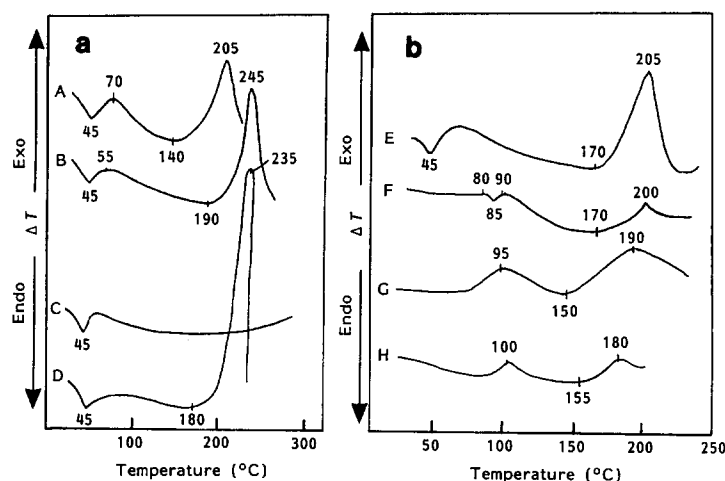 a
Exo
ΔT
Endo
A
70
45
140
205
245
B
55
45
190
235
C
45
D
45
180
100
200
300
Temperature (°C)
b
Exo
ΔT
Endo
E
45
170
205
F
80
90
85
170
200
G
95
150
190
H
100
155
180
50
100
150
200
250
Temperature (°C)